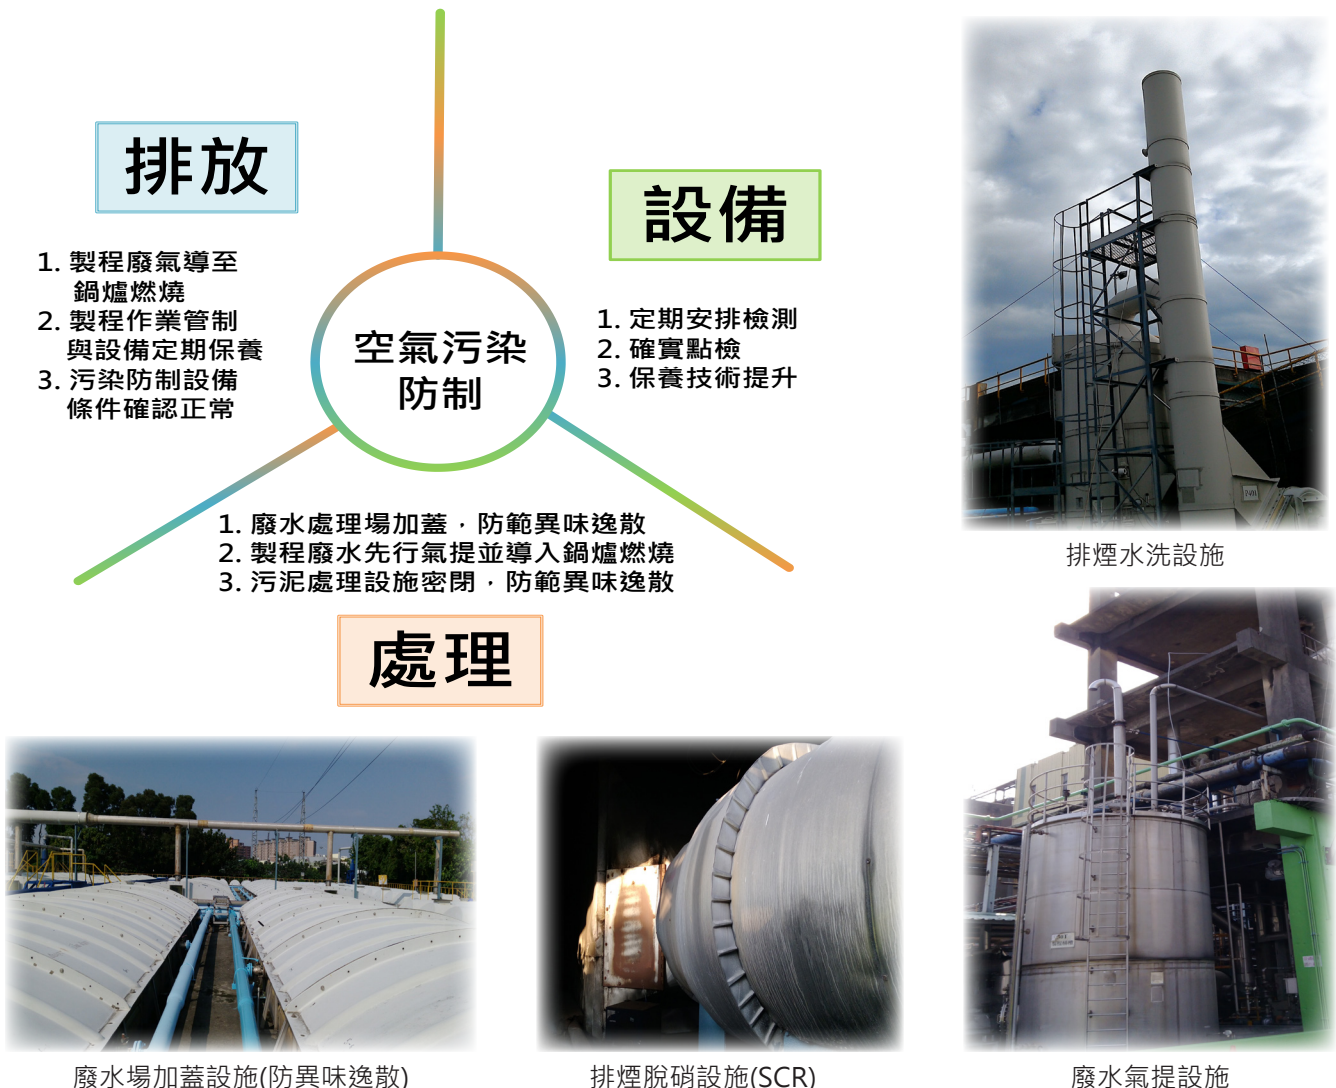 排放
1. 製程廢氣導至
鍋爐燃燒
2. 製程作業管制
與設備定期保養
3. 污染防制設備
條件確認正常
空氣污染
防制
設備
1. 定期安排檢測
2. 確實點檢
3. 保養技術提升
1. 廢水處理場加蓋，防範異味逸散
2. 製程廢水先行氣提並導入鍋爐燃燒
3. 污泥處理設施密閉，防範異味逸散
處理
排煙水洗設施
廢水場加蓋設施(防異味逸散)
排煙脫硝設施(SCR)
廢水氣提設施